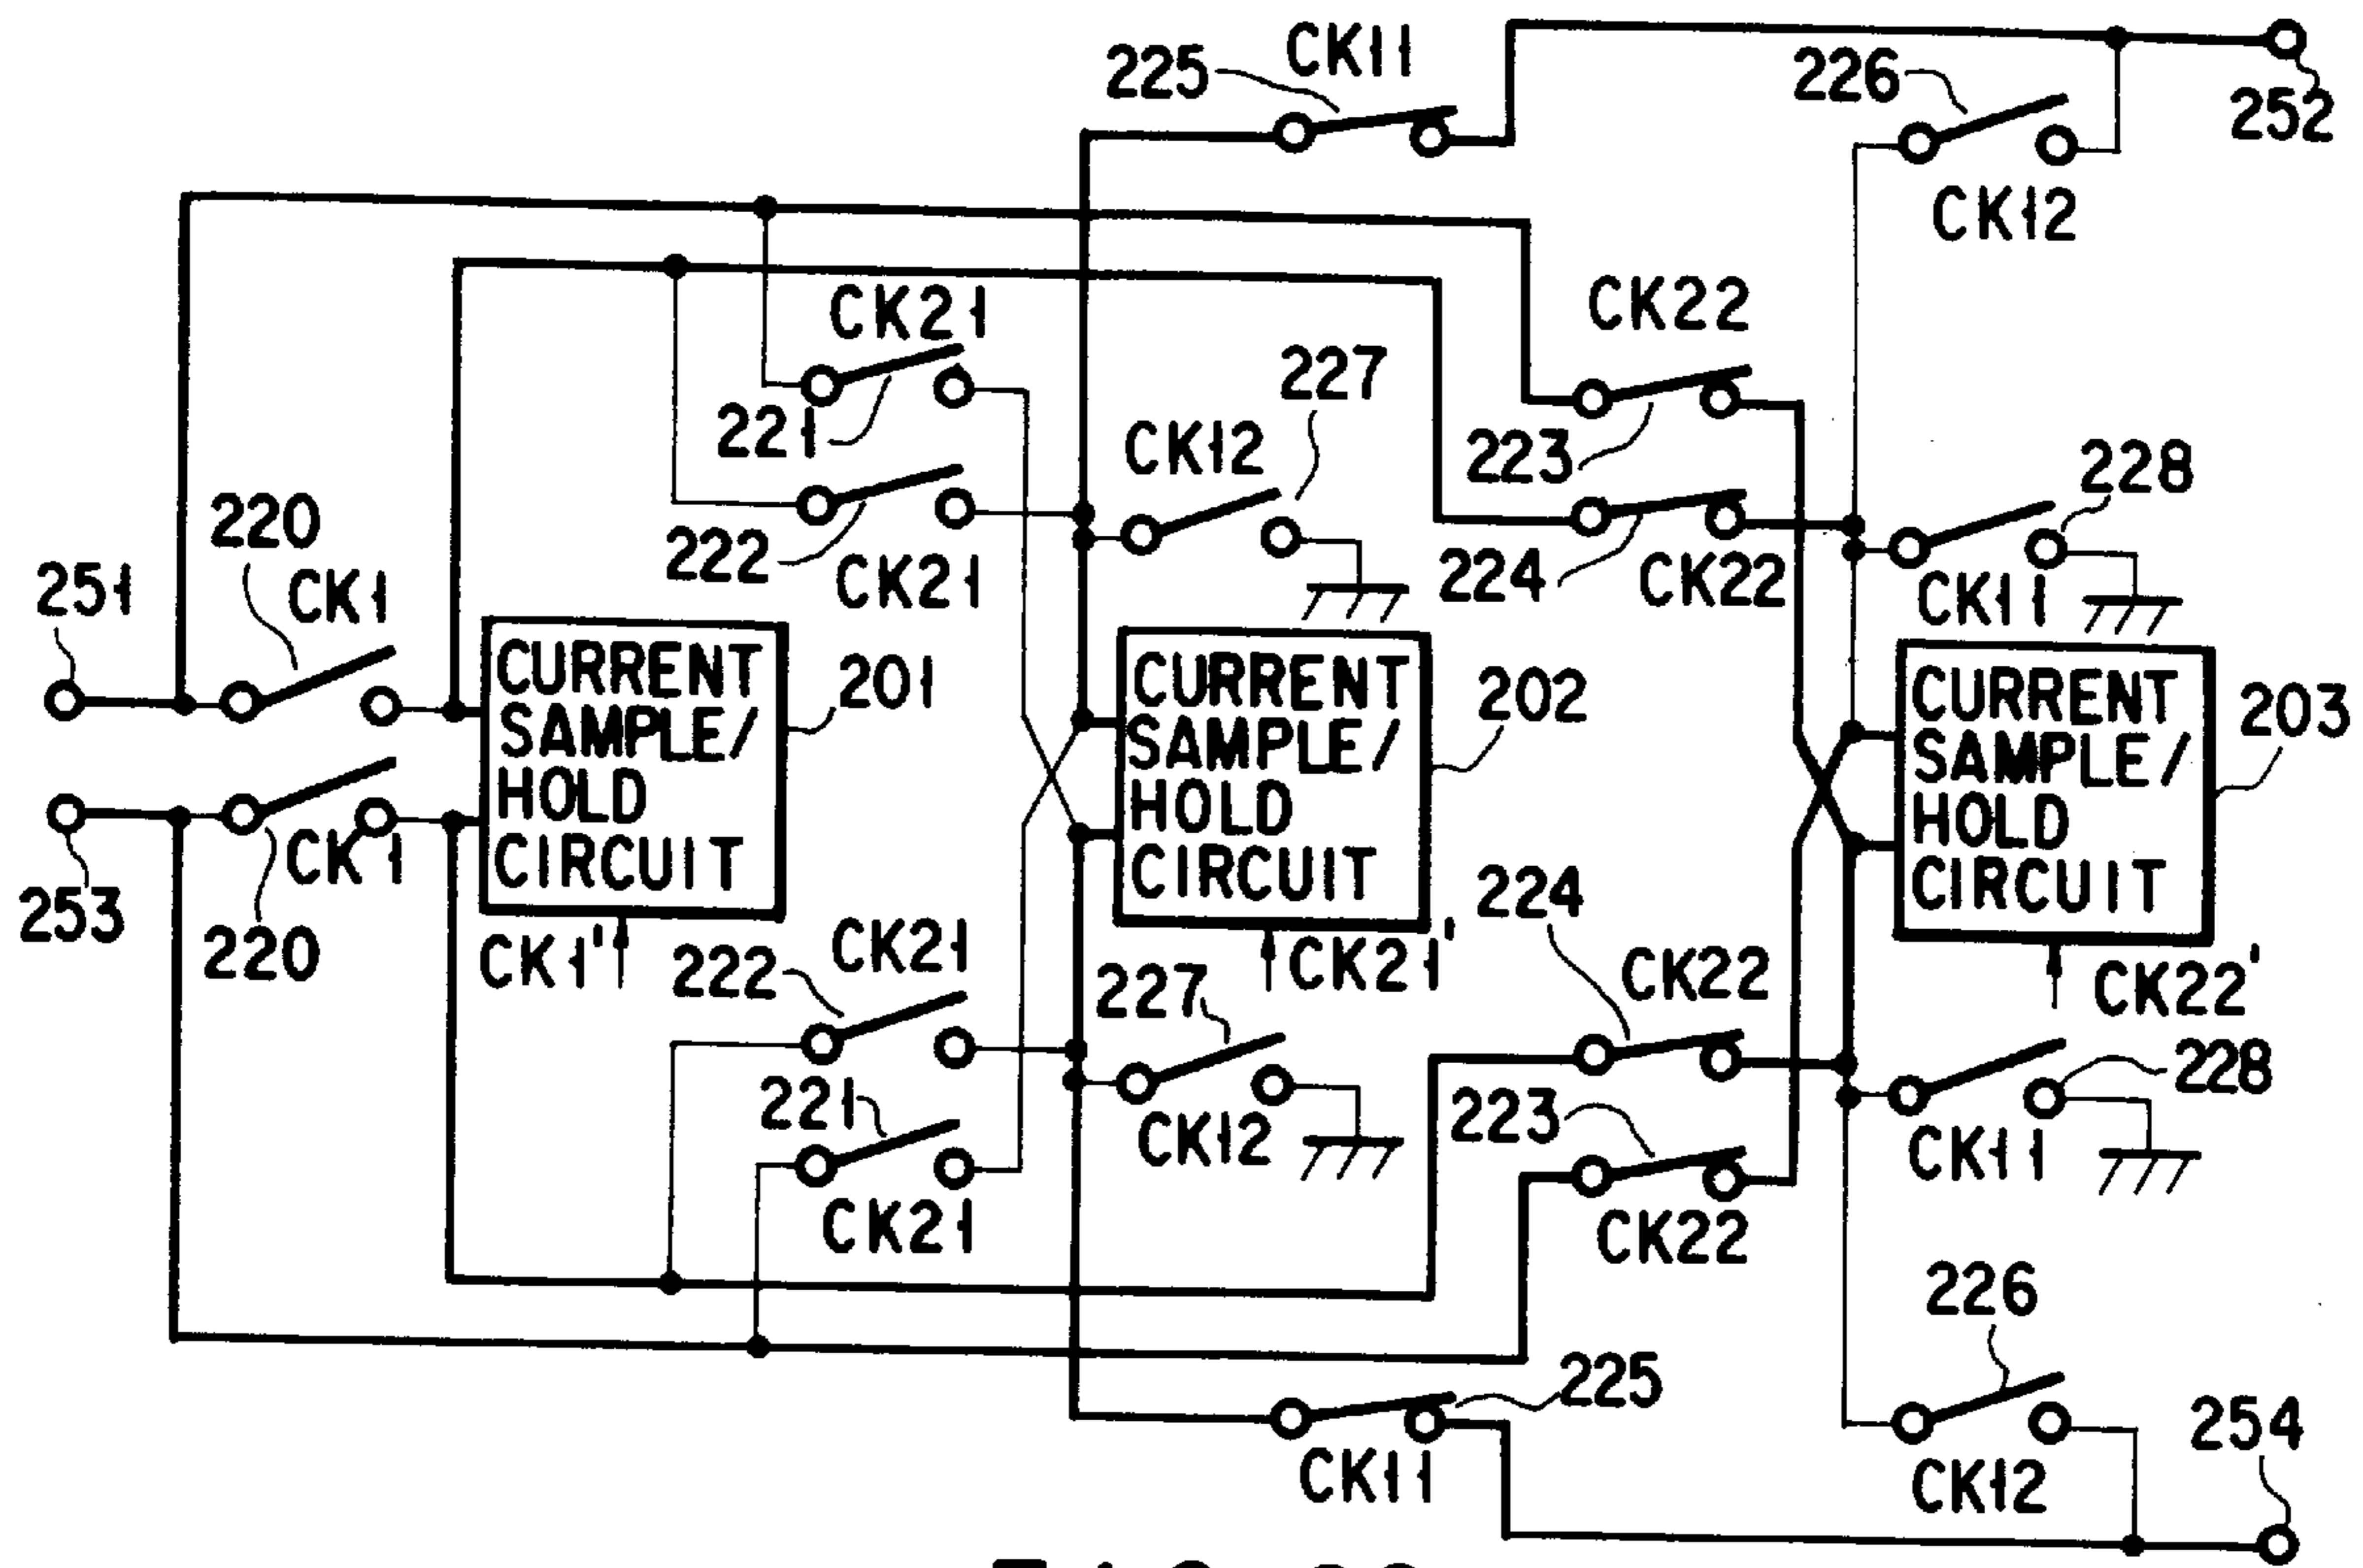 CK11
225
226
252
CK12
CK21
CK22
221
227
CK12
223
228
220
222
CK21
224
CK22
CK11
251
CK1
CURRENT
SAMPLE/
HOLD
CIRCUIT
201
CURRENT
SAMPLE/
HOLD
CIRCUIT
202
CURRENT
SAMPLE/
HOLD
CIRCUIT
203
253
CK1
220
CK1'
222
CK21
227
CK21'
224
CK22
CK22'
221
CK12
223
228
CK11
CK21
CK22
226
225
CK11
CK12
254